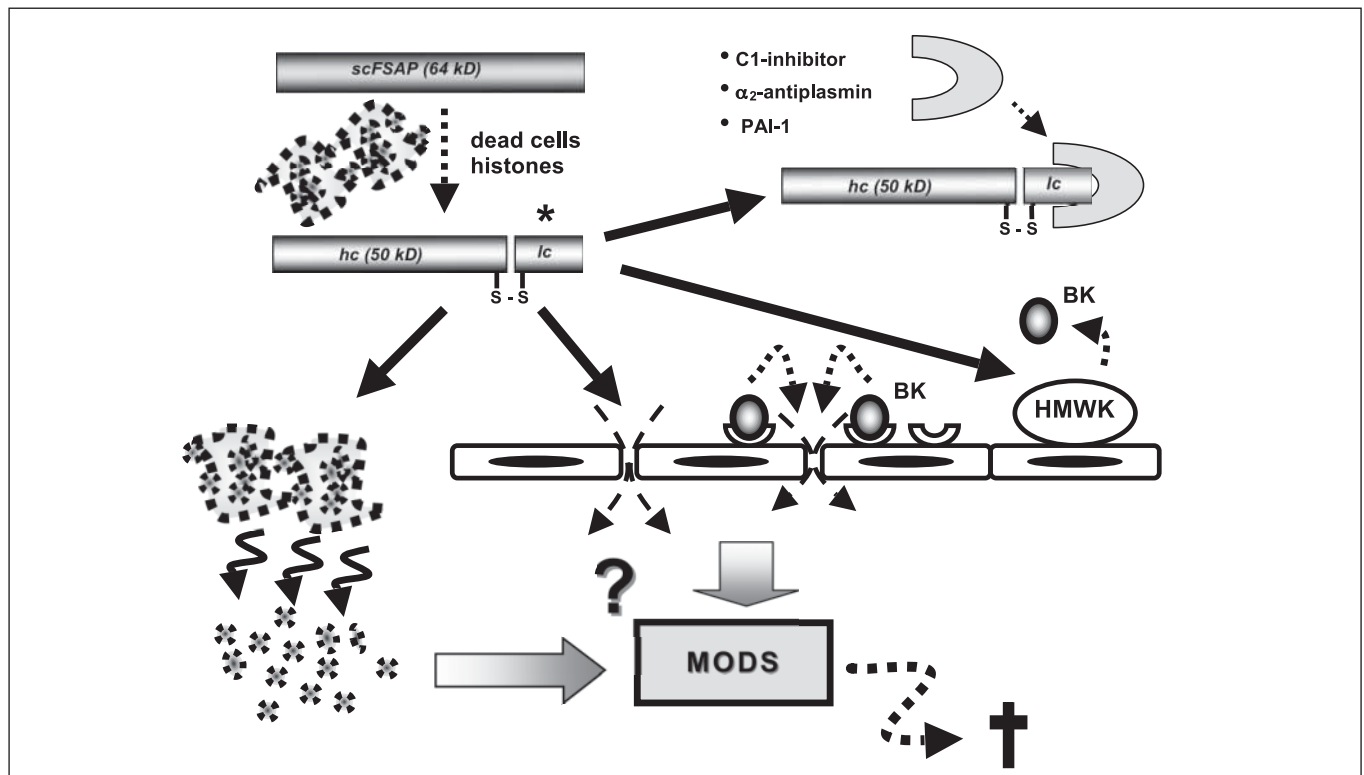 scFSAP (64 kD)
dead cells
histones
*
hc (50 kD)
lc
S - S
• C1-inhibitor
• α₂-antiplasmin
• PAI-1
hc (50 kD)
lc
S - S
BK
BK
HMWK
?
MODS